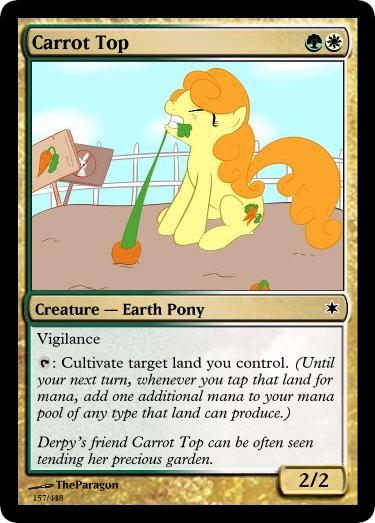 Carrot Top
Creature — Earth Pony
Vigilance
: Cultivate target land you control. (Until
your next turn, whenever you tap that land for
mana, add one additional mana to your mana
pool of any type that land can produce.)
Derpy's friend Carrot Top can be often seen
tending her precious garden.
2/2
TheParagon
157/448